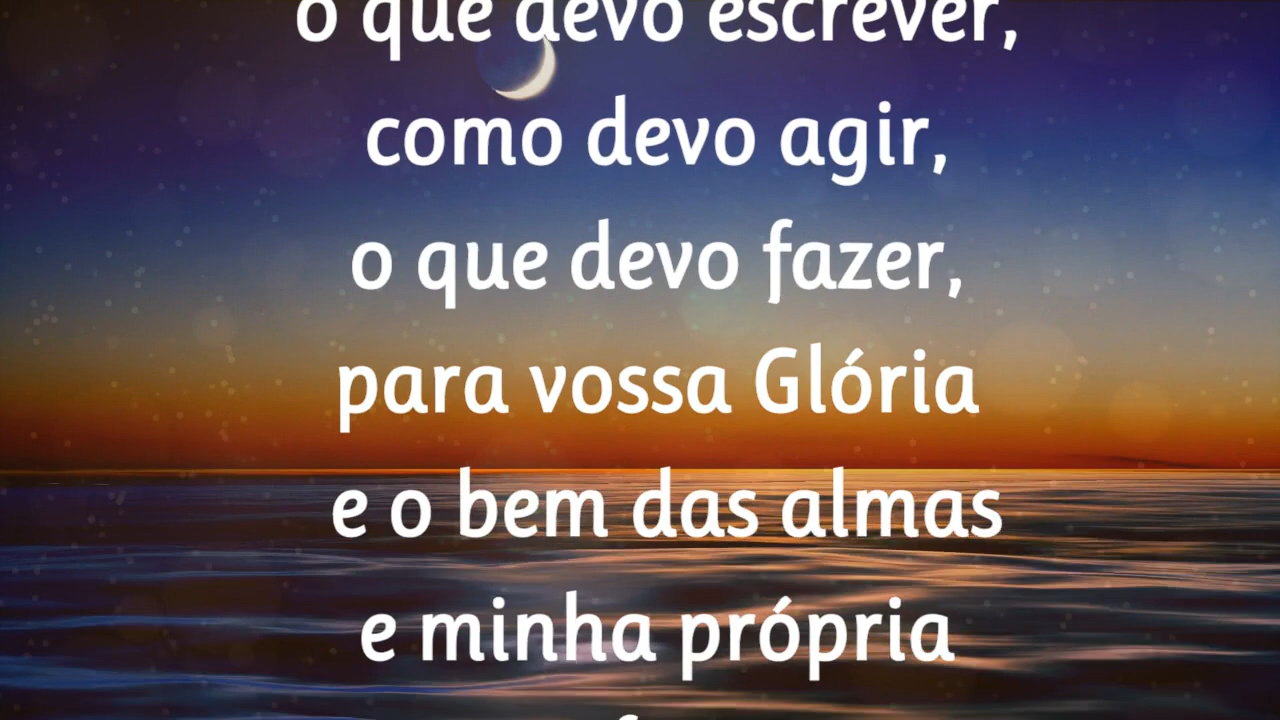 o que devo escrever,
como devo agir,
o que devo fazer,
para vossa Glória
e o bem das almas
e minha própria